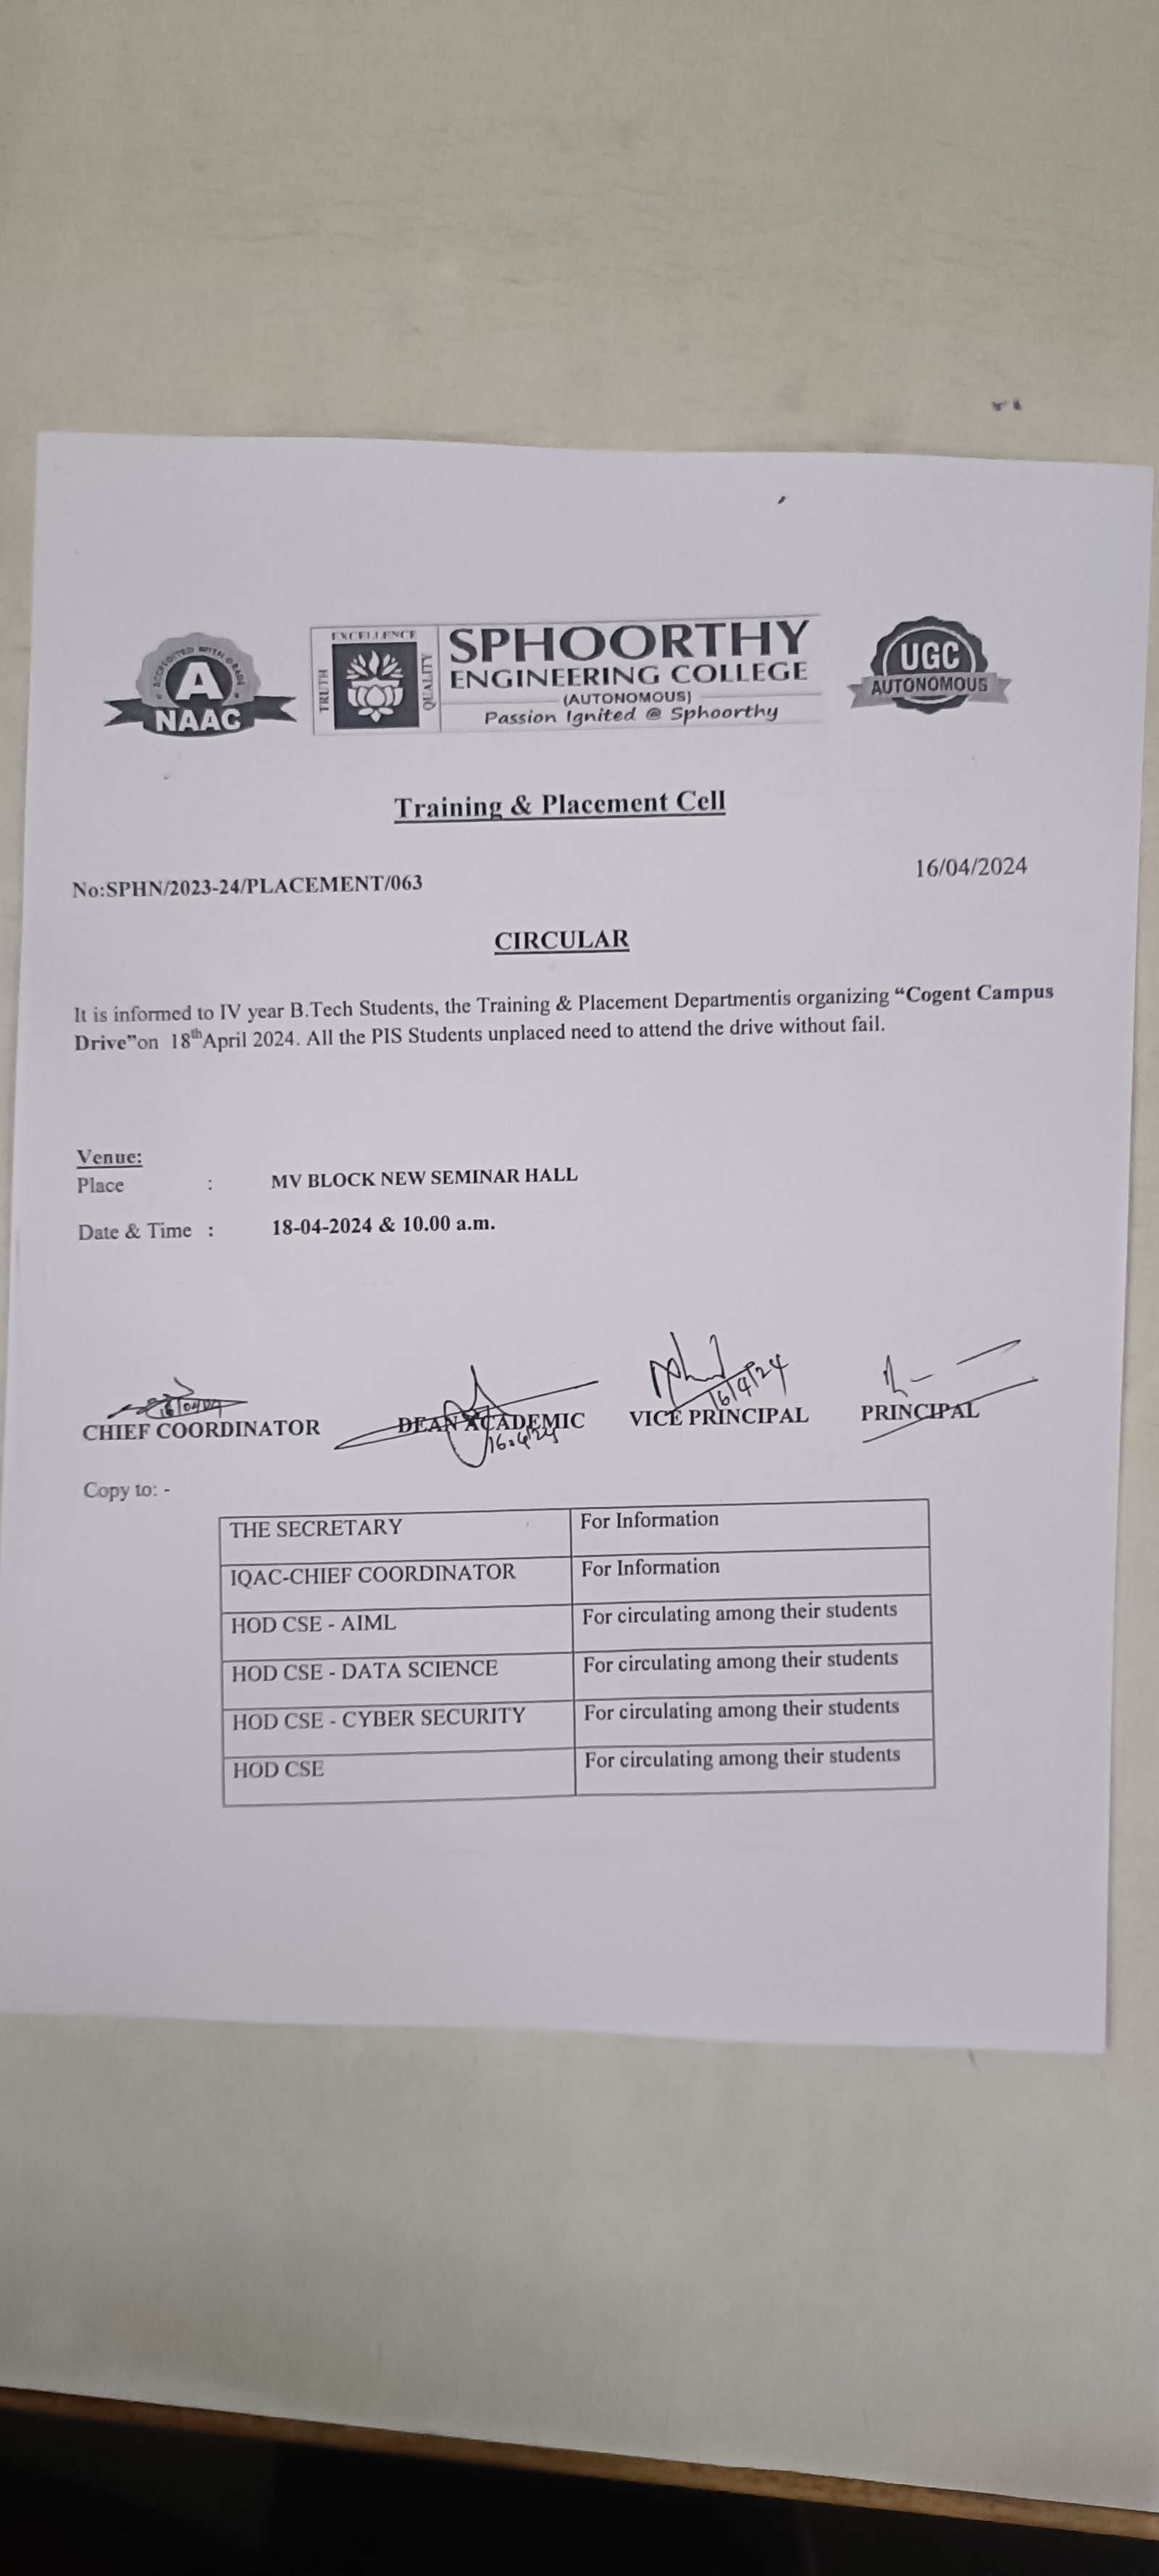 ACCREDITED WITH GRADE
A
NAAC
EXCELLENCE
TRUTH
QUALITY
SPHOORTHY
ENGINEERING COLLEGE
(AUTONOMOUS)
Passion Ignited @ Sphoorthy
UGC
AUTONOMOUS
Training & Placement Cell
No:SPHN/2023-24/PLACEMENT/063
16/04/2024
CIRCULAR
It is informed to IV year B.Tech Students, the Training & Placement Departmentis organizing “Cogent Campus
Drive”on 18thApril 2024. All the PIS Students unplaced need to attend the drive without fail.
Venue:
Place : MV BLOCK NEW SEMINAR HALL
Date & Time : 18-04-2024 & 10.00 a.m.
16/4/24
CHIEF COORDINATOR DEAN ACADEMIC VICE PRINCIPAL PRINCIPAL
Copy to: -
THE SECRETARY For Information
IQAC-CHIEF COORDINATOR For Information
HOD CSE - AIML For circulating among their students
HOD CSE - DATA SCIENCE For circulating among their students
HOD CSE - CYBER SECURITY For circulating among their students
HOD CSE For circulating among their students